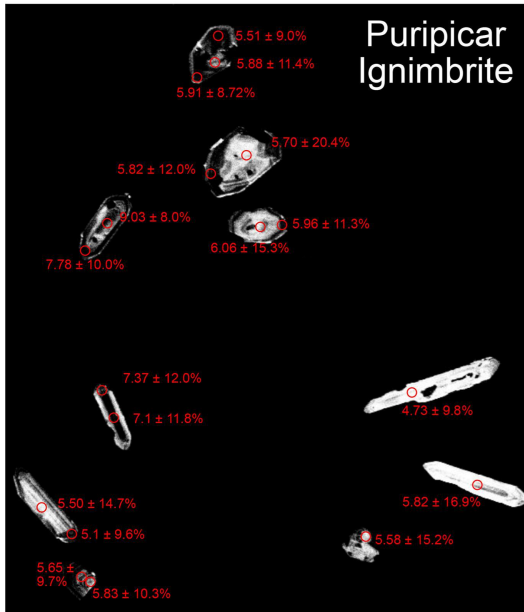 Puripicar
Ignimbrite
5.51 ± 9.0%
5.88 ± 11.4%
5.91 ± 8.72%
5.70 ± 20.4%
5.82 ± 12.0%
9.03 ± 8.0%
5.96 ± 11.3%
6.06 ± 15.3%
7.78 ± 10.0%
7.37 ± 12.0%
7.1 ± 11.8%
4.73 ± 9.8%
5.50 ± 14.7%
5.82 ± 16.9%
5.1 ± 9.6%
5.58 ± 15.2%
5.65 ±
9.7%
5.83 ± 10.3%